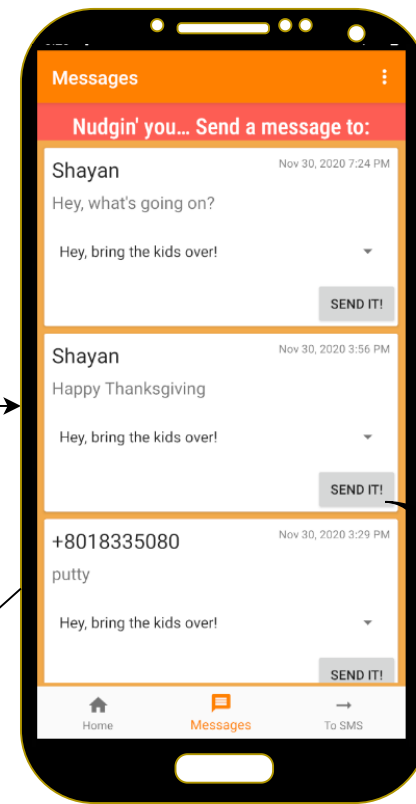 Messages
Nudgin' you... Send a message to:
Shayan
Nov 30, 2020 7:24 PM
Hey, what's going on?
Hey, bring the kids over!
SEND IT!
Shayan
Nov 30, 2020 3:56 PM
Happy Thanksgiving
Hey, bring the kids over!
SEND IT!
+8018335080
Nov 30, 2020 3:29 PM
putty
Hey, bring the kids over!
SEND IT!
Home
Messages
To SMS